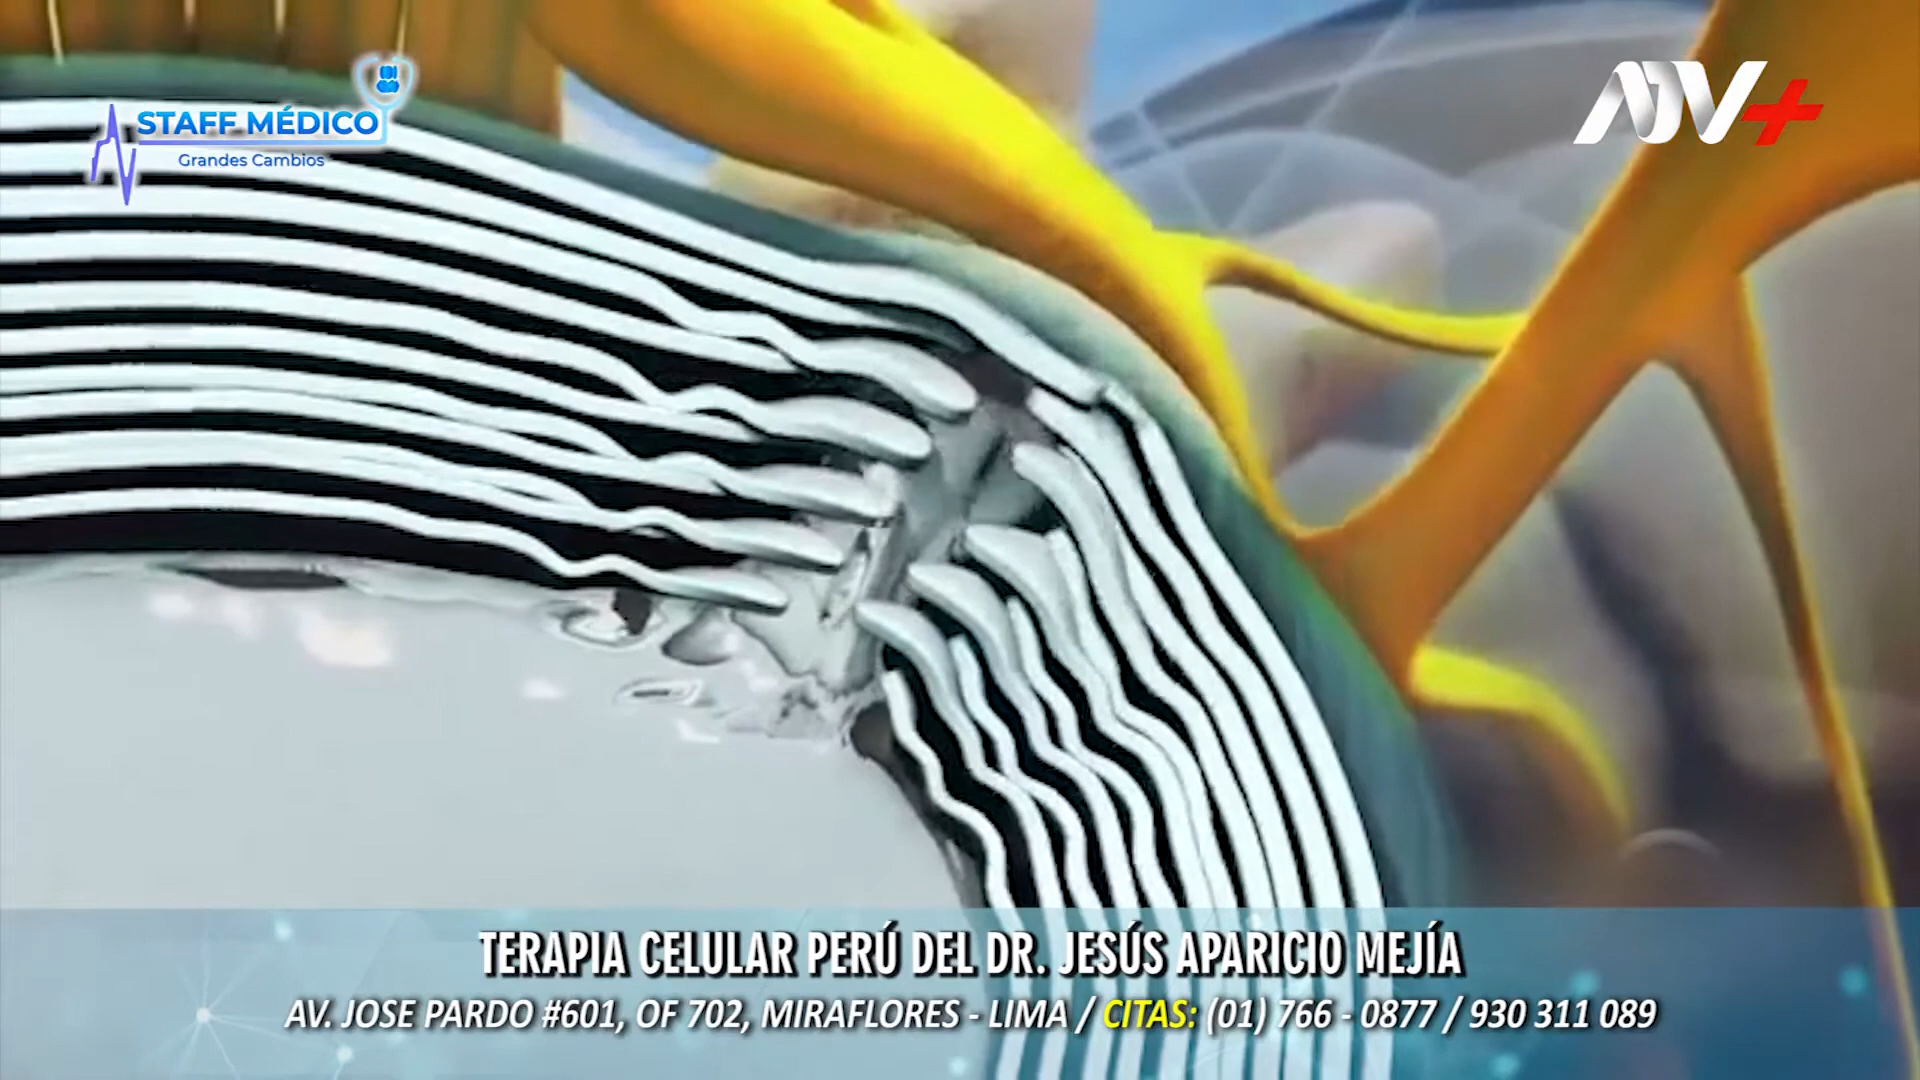 STAFF MÉDICO
Grandes Cambios
ATV+
TERAPIA CELULAR PERÚ DEL DR. JESÚS APARICIO MEJÍA
AV. JOSE PARDO #601, OF 702, MIRAFLORES - LIMA / CITAS: (01) 766 - 0877 / 930 311 089